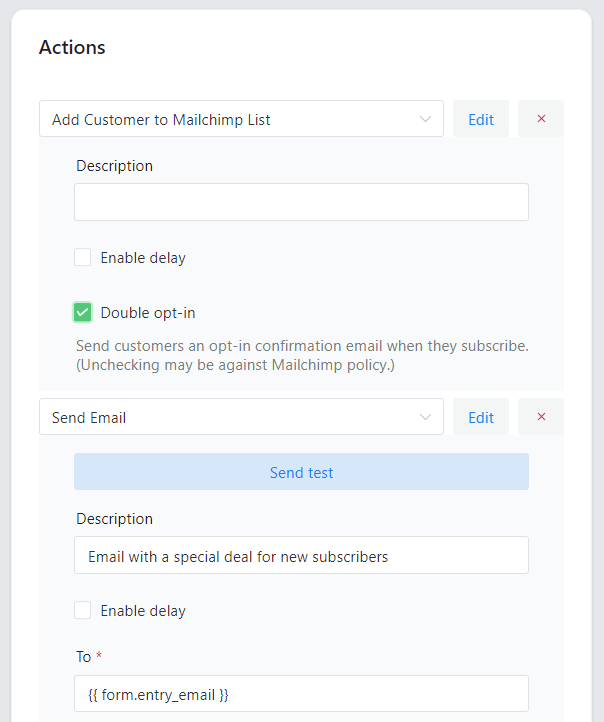 Actions
Add Customer to Mailchimp List
Edit
×
Description
Enable delay
Double opt-in
Send customers an opt-in confirmation email when they subscribe.
(Unchecking may be against Mailchimp policy.)
Send Email
Edit
×
Send test
Description
Email with a special deal for new subscribers
Enable delay
To *
{{ form.entry_email }}